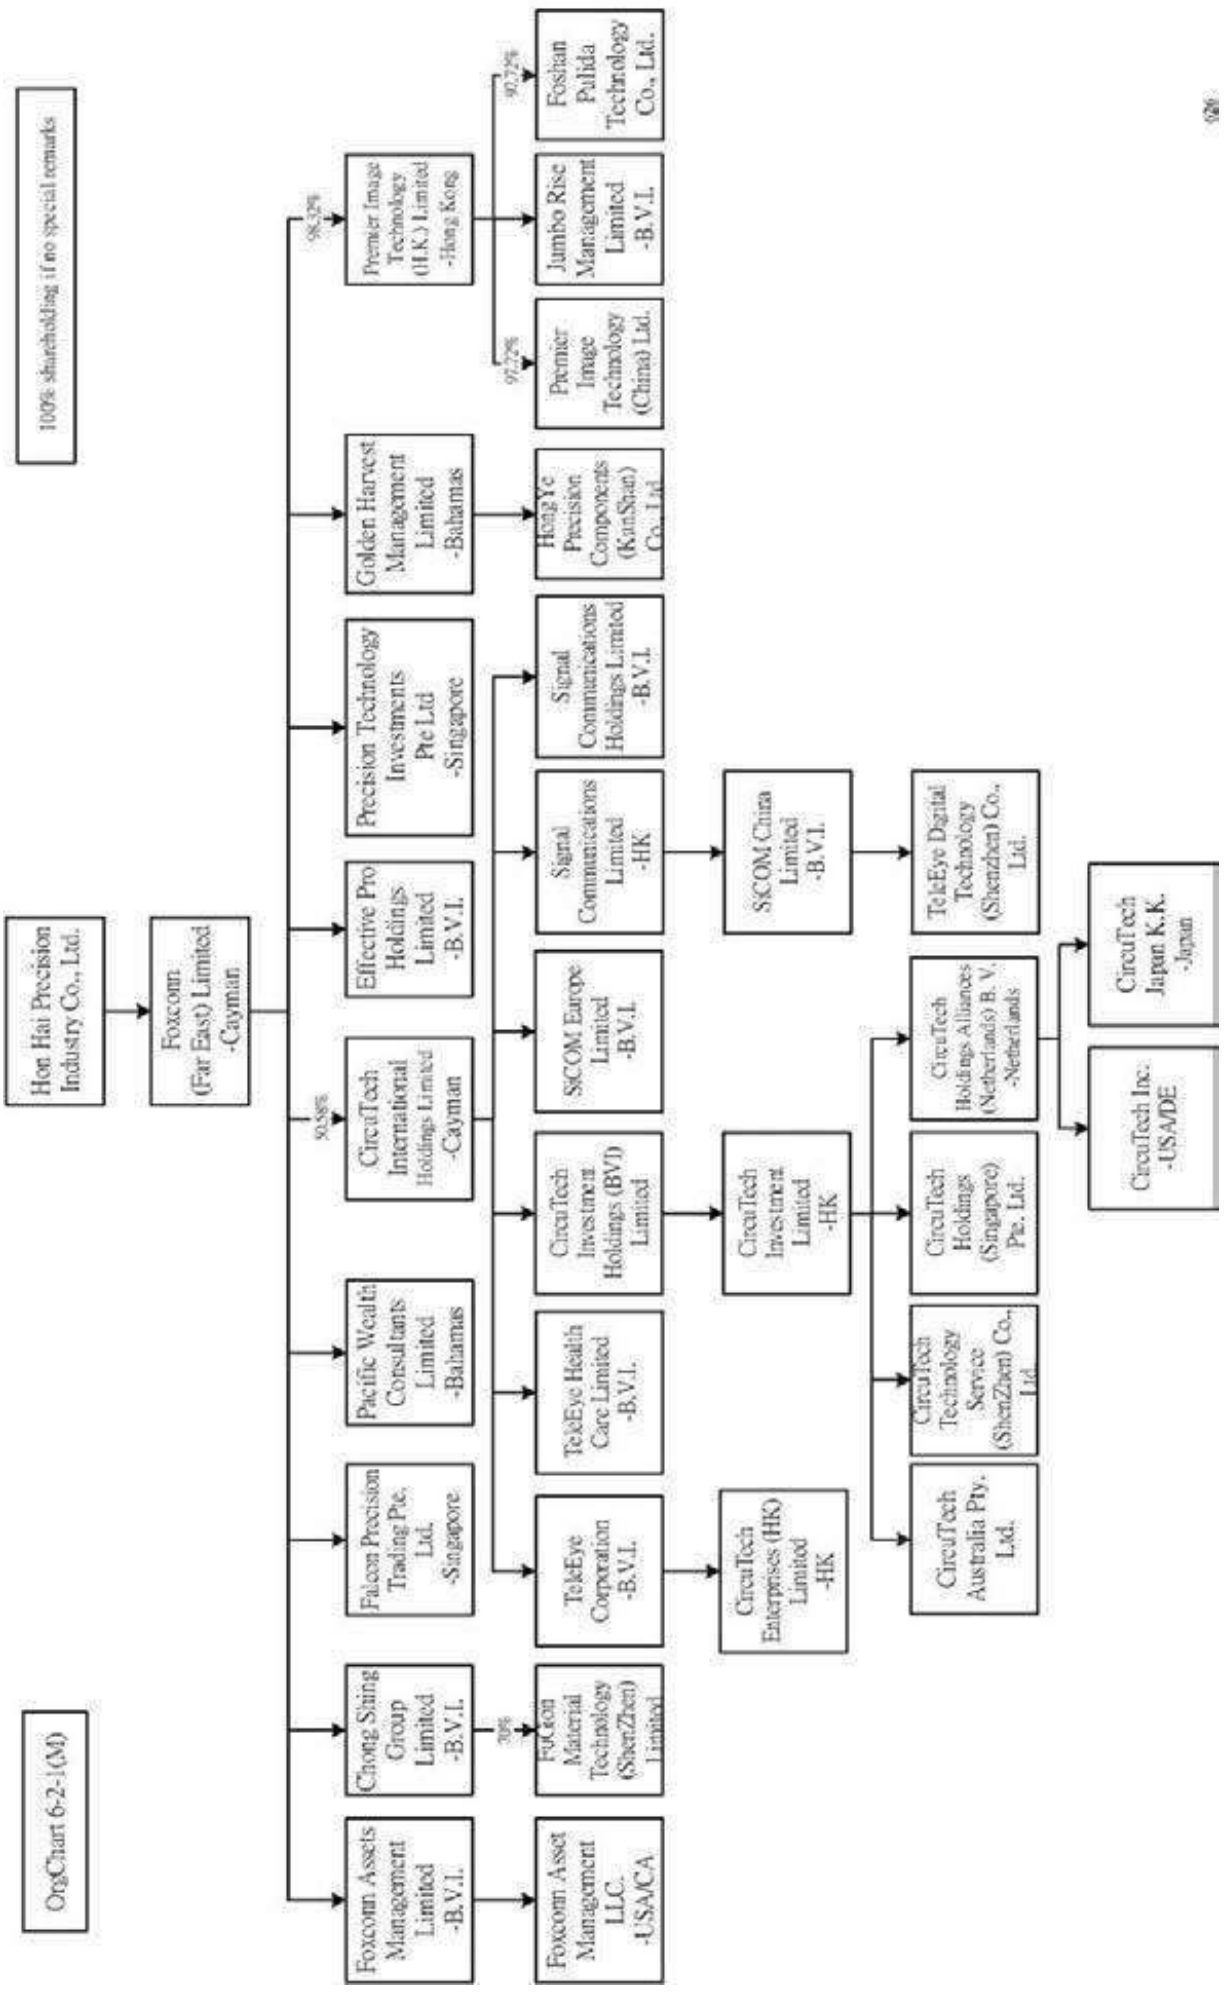 OrgChart 6-2-1(M)
100% shareholding if no special remarks
Hon Hai Precision
Industry Co., Ltd.
Foxconn
(Far East) Limited
-Cayman
Foxconn Assets
Management
Limited
-B.V.I.
Chong Shing
Group
Limited
-B.V.I.
Falcon Precision
Trading Pte,
Ltd.
-Singapore
Pacific Wealth
Consultants
Limited
-Bahamas
50.58%
CircuTech
International
Holdings Limited
-Cayman
Effective Pro
Holdings
Limited
-B.V.I.
Precision Technology
Investments
Pte Ltd
-Singapore
Golden Harvest
Management
Limited
-Bahamas
98.32%
Premier Image
Technology
(H.K.) Limited
-Hong Kong
Foxconn Asset
Management
LLC.
-USA/CA
70%
FuGion
Material
Technology
(ShenZhen)
Limited
TeleEye
Corporation
-B.V.I.
TeleEye Health
Care Limited
-B.V.I.
CircuTech
Investment
Holdings (BVI)
Limited
SiCOM Europe
Limited
-B.V.I.
Signal
Communications
Limited
-HK
Signal
Communications
Holdings Limited
-B.V.I.
HongYe
Precision
Components
(KunShan)
Co., Ltd.
97.72%
Premier
Image
Technology
(China) Ltd.
Jumbo Rise
Management
Limited
-B.V.I.
97.72%
Foshan
Pulida
Technology
Co., Ltd.
CircuTech
Enterprises (HK)
Limited
-HK
CircuTech
Investment
Limited
-HK
SiCOM China
Limited
-B.V.I.
CircuTech
Australia Pty.
Ltd.
CircuTech
Technology
Service
(ShenZhen) Co.,
Ltd
CircuTech
Holdings
(Singapore)
Pte. Ltd.
CircuTech
Holdings Alliances
(Netherlands) B. V.
-Netherlands
TeleEye Digital
Technology
(Shenzhen) Co.,
Ltd.
CircuTech Inc.
-USA/DE
CircuTech
Japan K.K.
-Japan